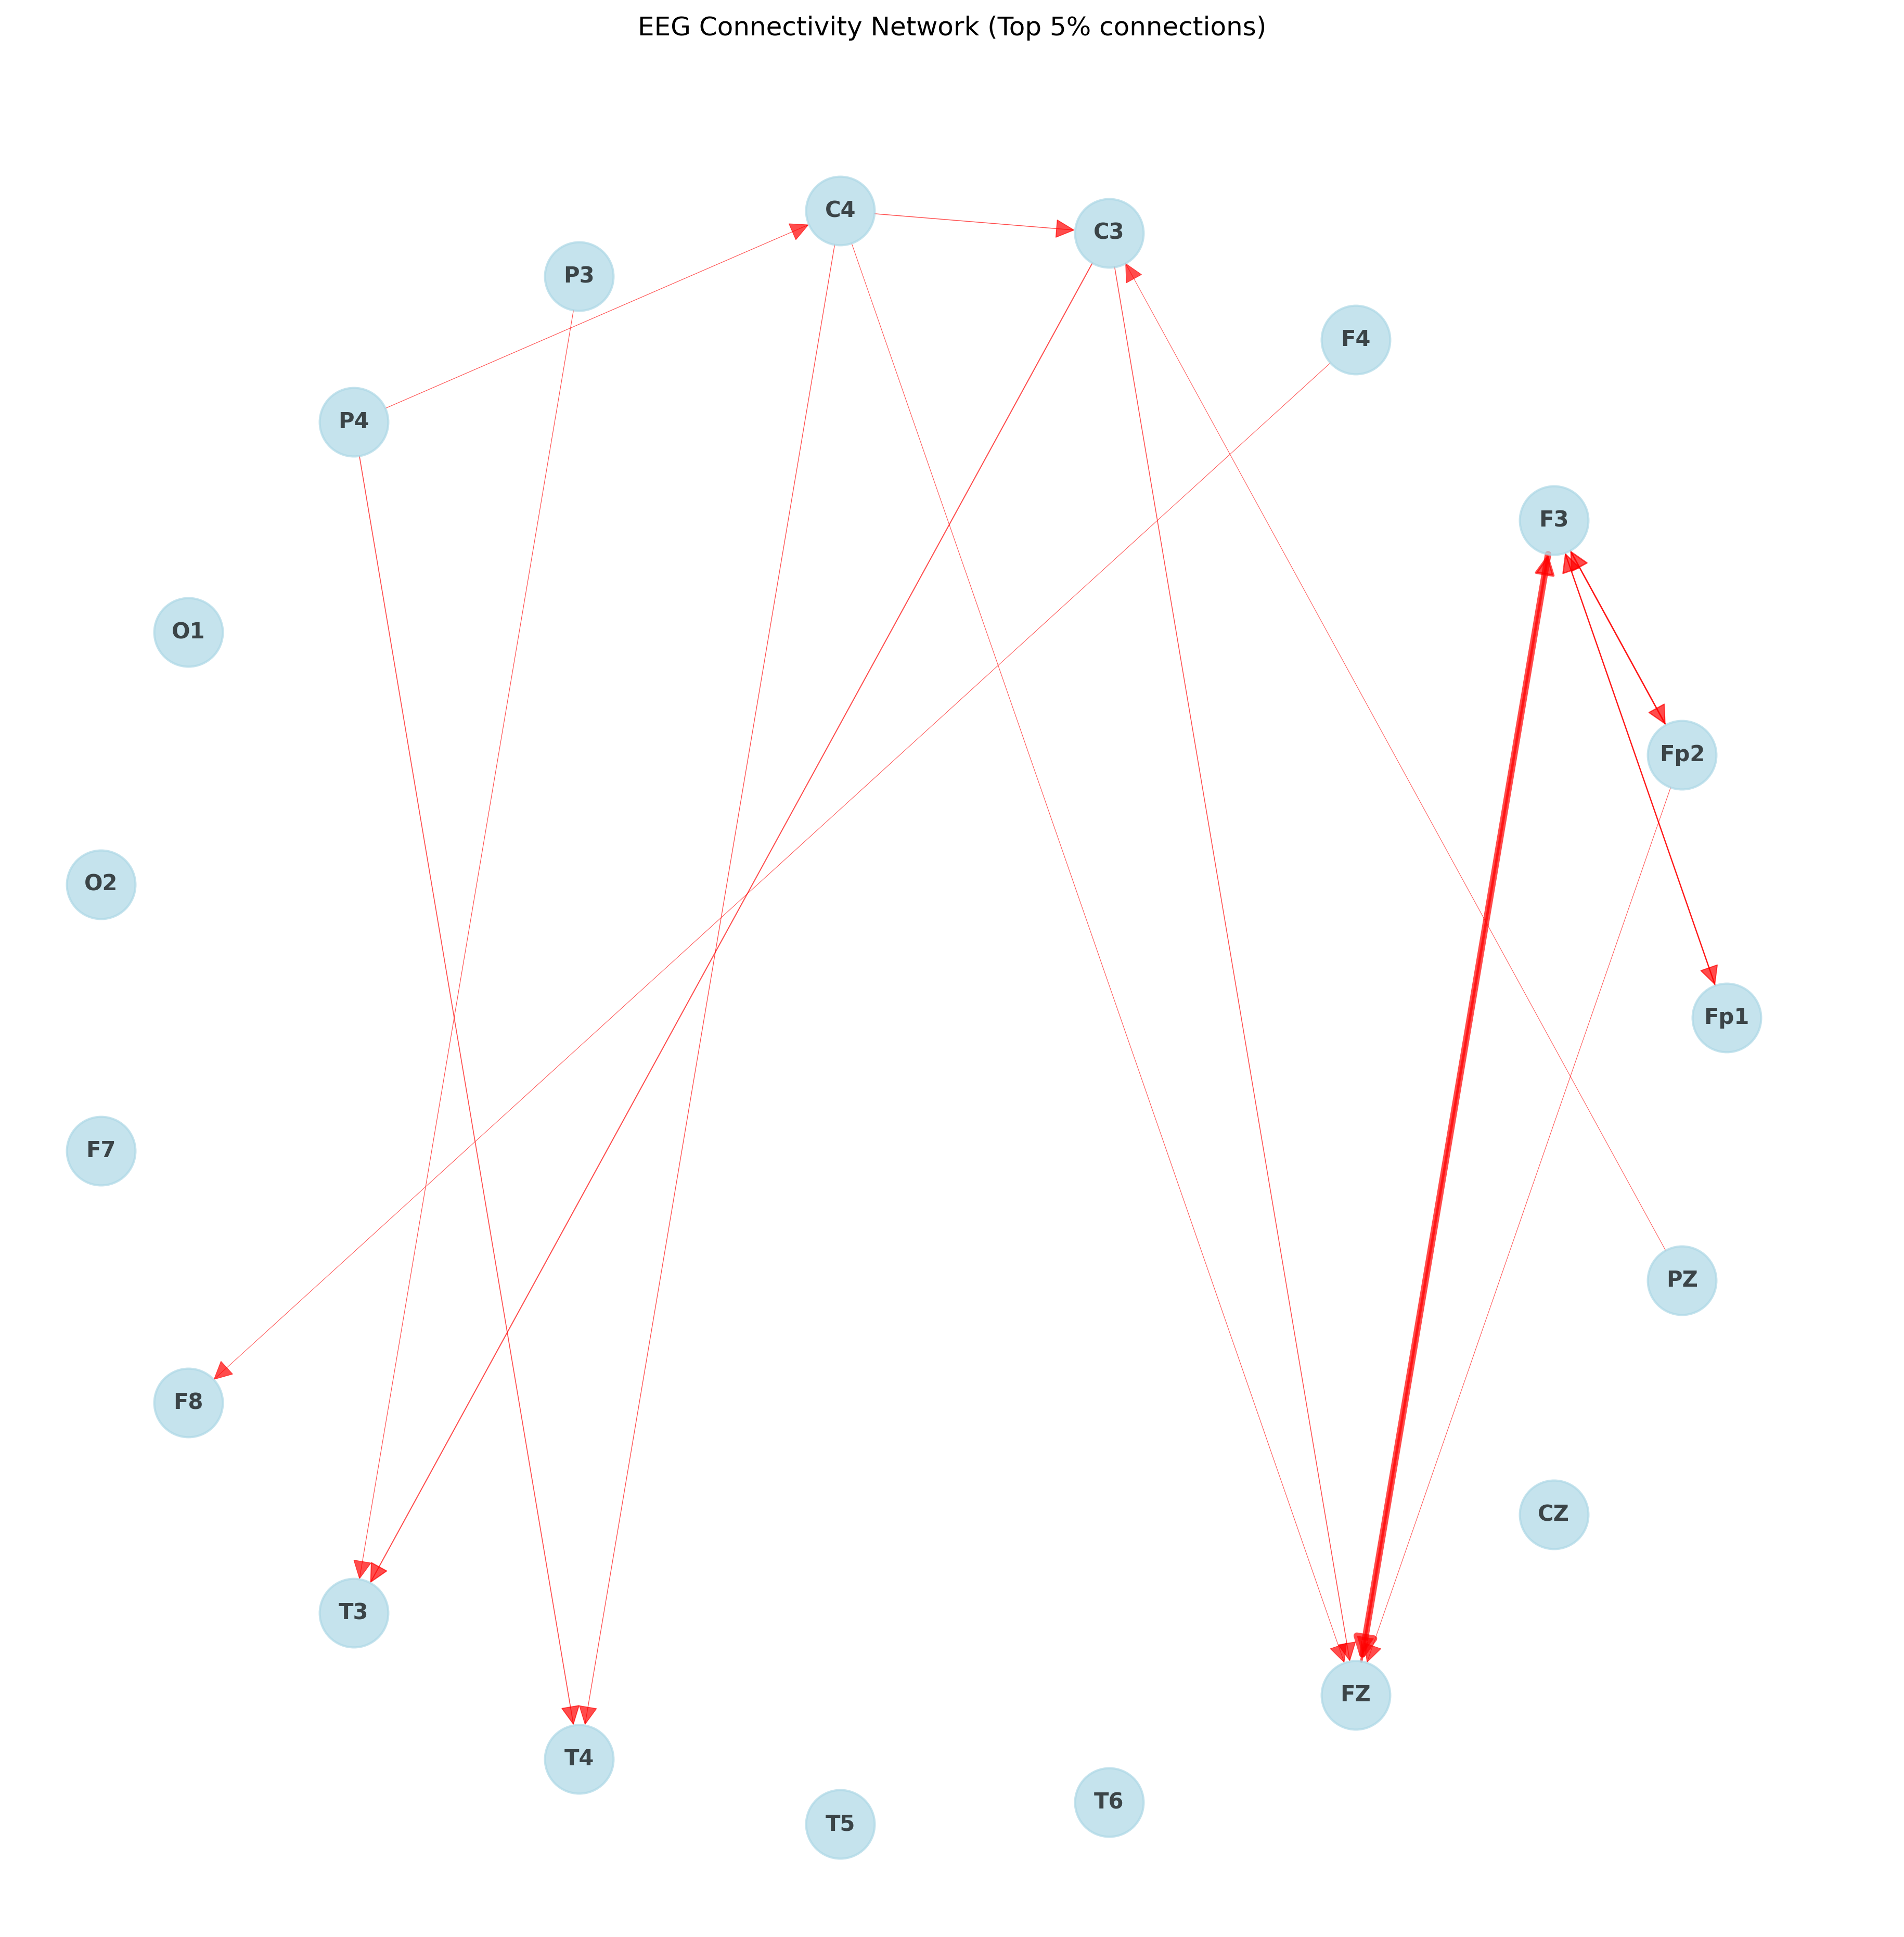 EEG Connectivity Network (Top 5% connections)
C4
C3
P3
F4
P4
F3
O1
Fp2
O2
Fp1
F7
PZ
F8
CZ
T3
FZ
T4
T6
T5